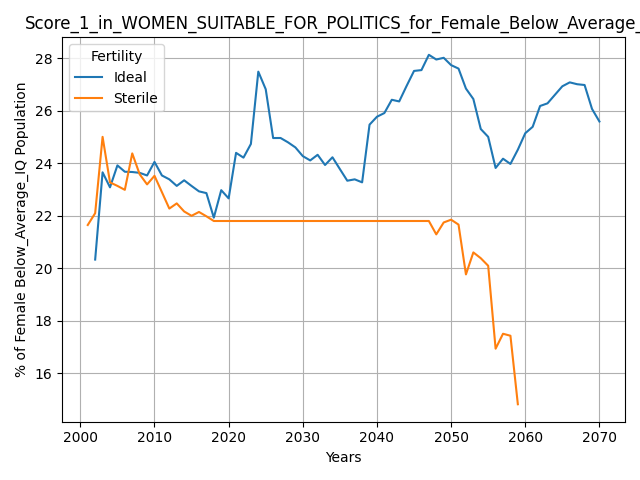 Score_1_in_WOMEN_SUITABLE_FOR_POLITICS_for_Female_Below_Average_
Fertility
Ideal
Sterile
% of Female Below_Average_IQ Population
28
26
24
22
20
18
16
2000 2010 2020 2030 2040 2050 2060 2070
Years